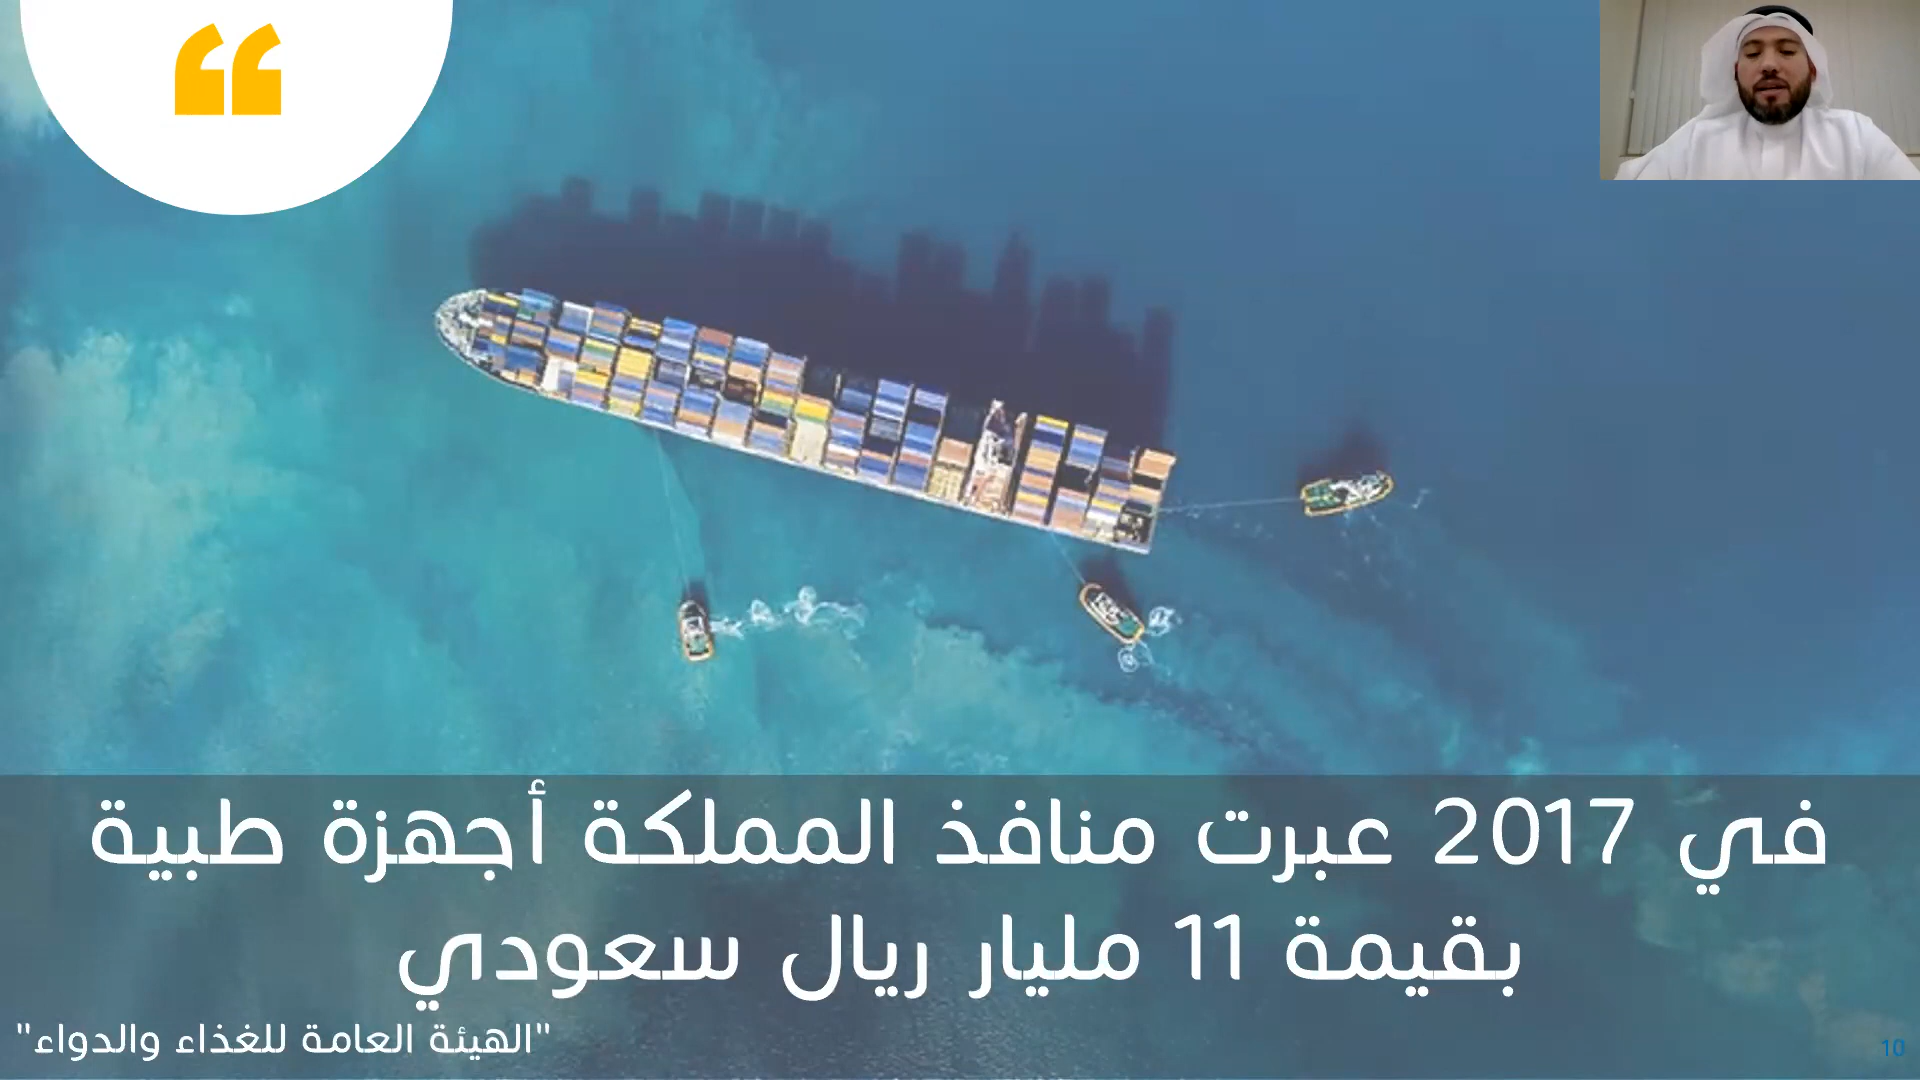 “
في 2017 عبرت منافذ المملكة أجهزة طبية
بقيمة 11 مليار ريال سعودي
"الهيئة العامة للغذاء والدواء"
10